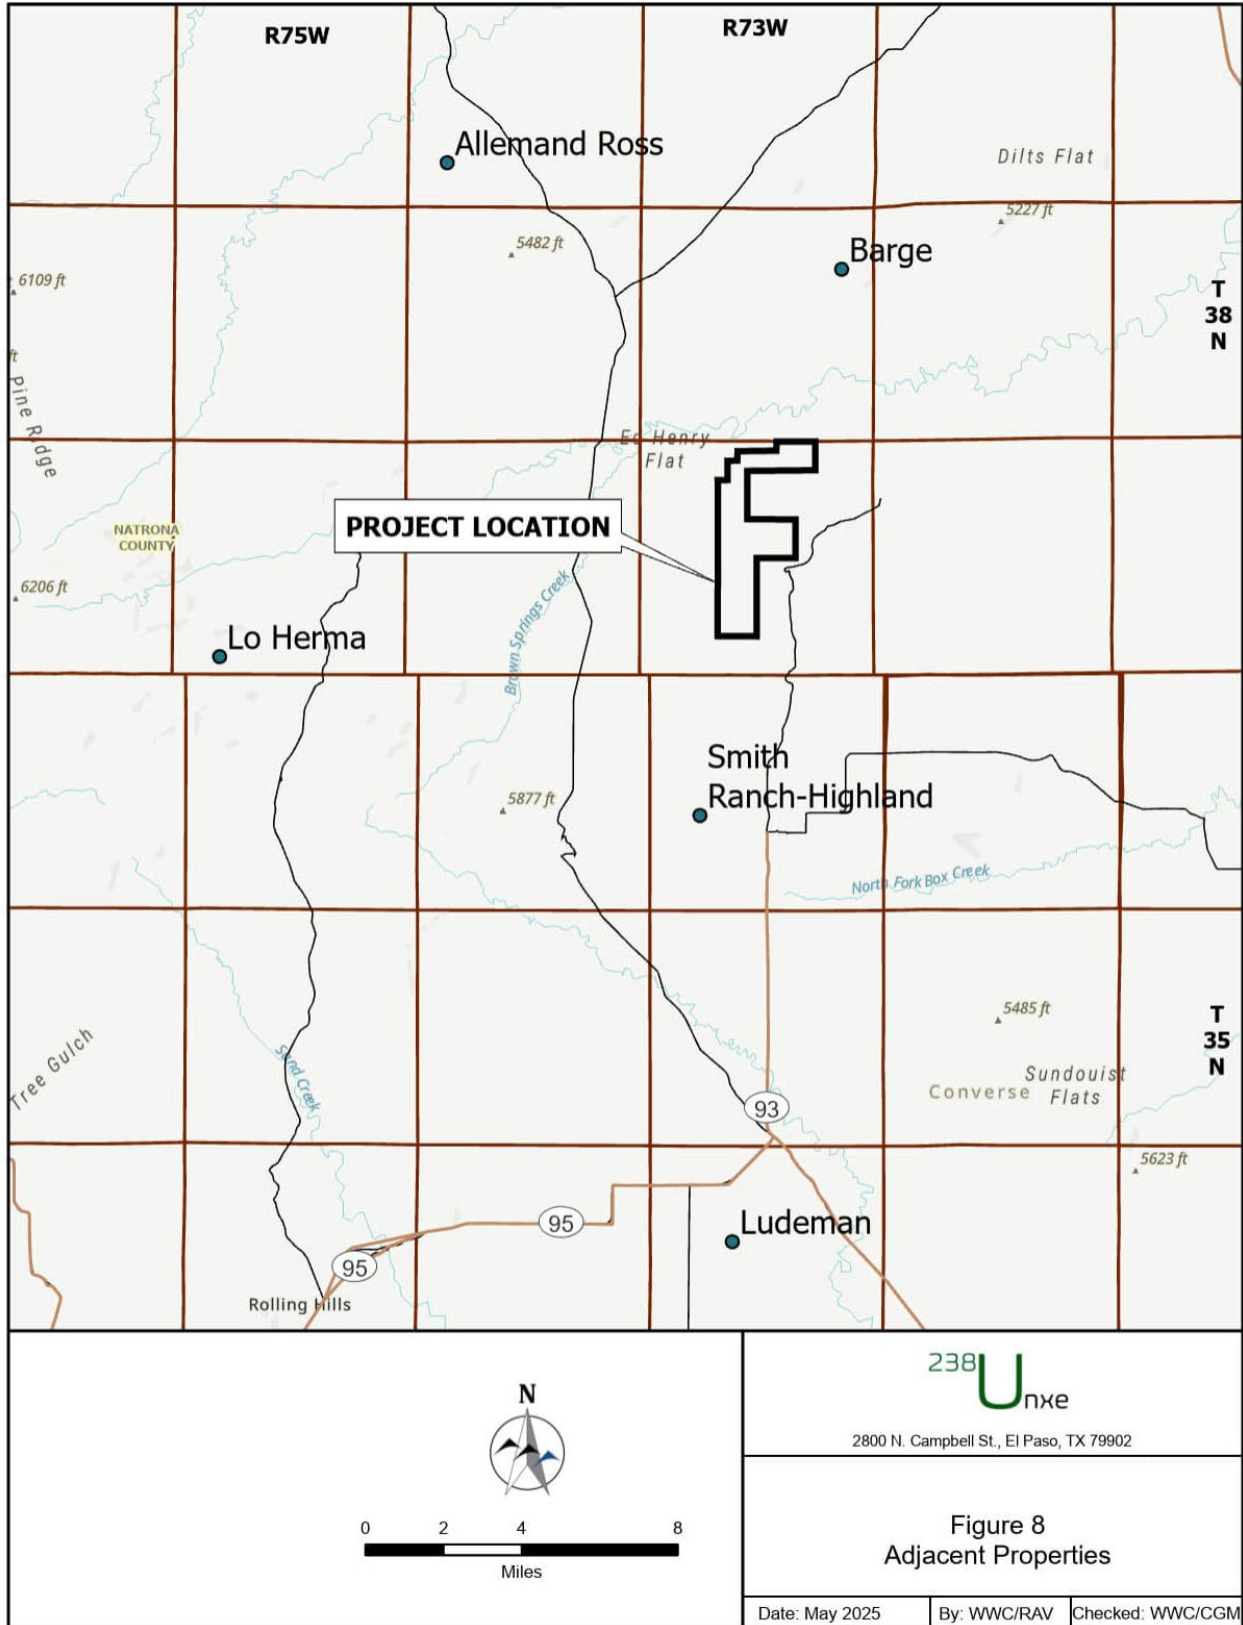 R75W
R73W
Allemand Ross
Dilts Flat
5227 ft
5482 ft
Barge
6109 ft
T
38
N
ft
Pine Ridge
Ed Henry
Flat
PROJECT LOCATION
NATRONA
COUNTY
6206 ft
Brown Springs Creek
Lo Herma
Smith
Ranch-Highland
5877 ft
North Fork Box Creek
5485 ft
T
35
N
Tree Gulch
Sand Creek
Sundouist
Flats
Converse
93
5623 ft
95
Ludeman
95
Rolling Hills
N
0 2 4 8
Miles
238
U
nxe
2800 N. Campbell St., El Paso, TX 79902
Figure 8
Adjacent Properties
Date: May 2025
By: WWC/RAV
Checked: WWC/CGM